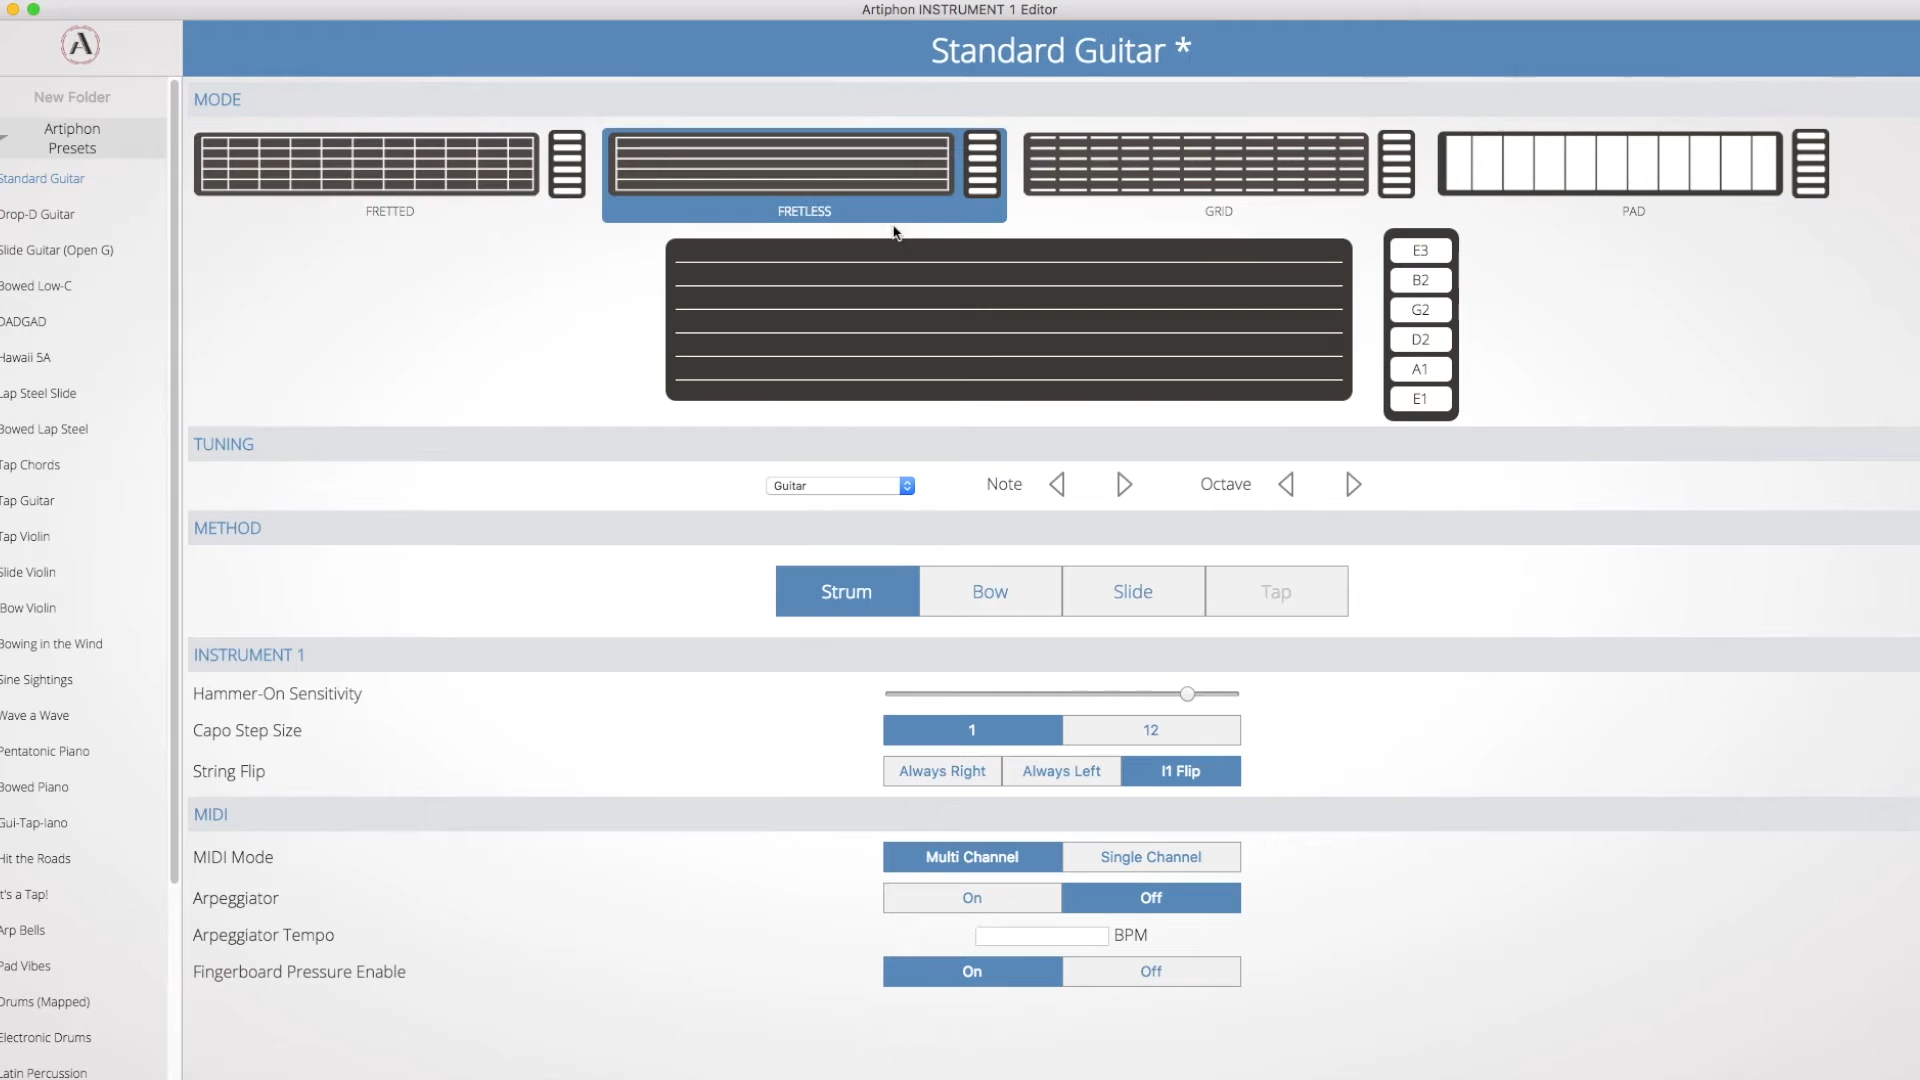 Artiphon INSTRUMENT 1 Editor
A
Standard Guitar *
New Folder
Artiphon
Presets
Standard Guitar
Drop-D Guitar
Slide Guitar (Open G)
Bowed Low-C
DADGAD
Hawaii 5A
Lap Steel Slide
Bowed Lap Steel
Tap Chords
Tap Guitar
Tap Violin
Slide Violin
Bow Violin
Bowing in the Wind
Sine Sightings
Wave a Wave
Pentatonic Piano
Bowed Piano
Gui-Tap-Iano
Hit the Roads
It's a Tap!
Arp Bells
Pad Vibes
Drums (Mapped)
Electronic Drums
Latin Percussion
MODE
FRETTED
FRETLESS
GRID
PAD
E3
B2
G2
D2
A1
E1
TUNING
Guitar
Note
Octave
METHOD
Strum
Bow
Slide
Tap
INSTRUMENT 1
Hammer-On Sensitivity
Capo Step Size
1
12
String Flip
Always Right
Always Left
I1 Flip
MIDI
MIDI Mode
Multi Channel
Single Channel
Arpeggiator
On
Off
Arpeggiator Tempo
BPM
Fingerboard Pressure Enable
On
Off